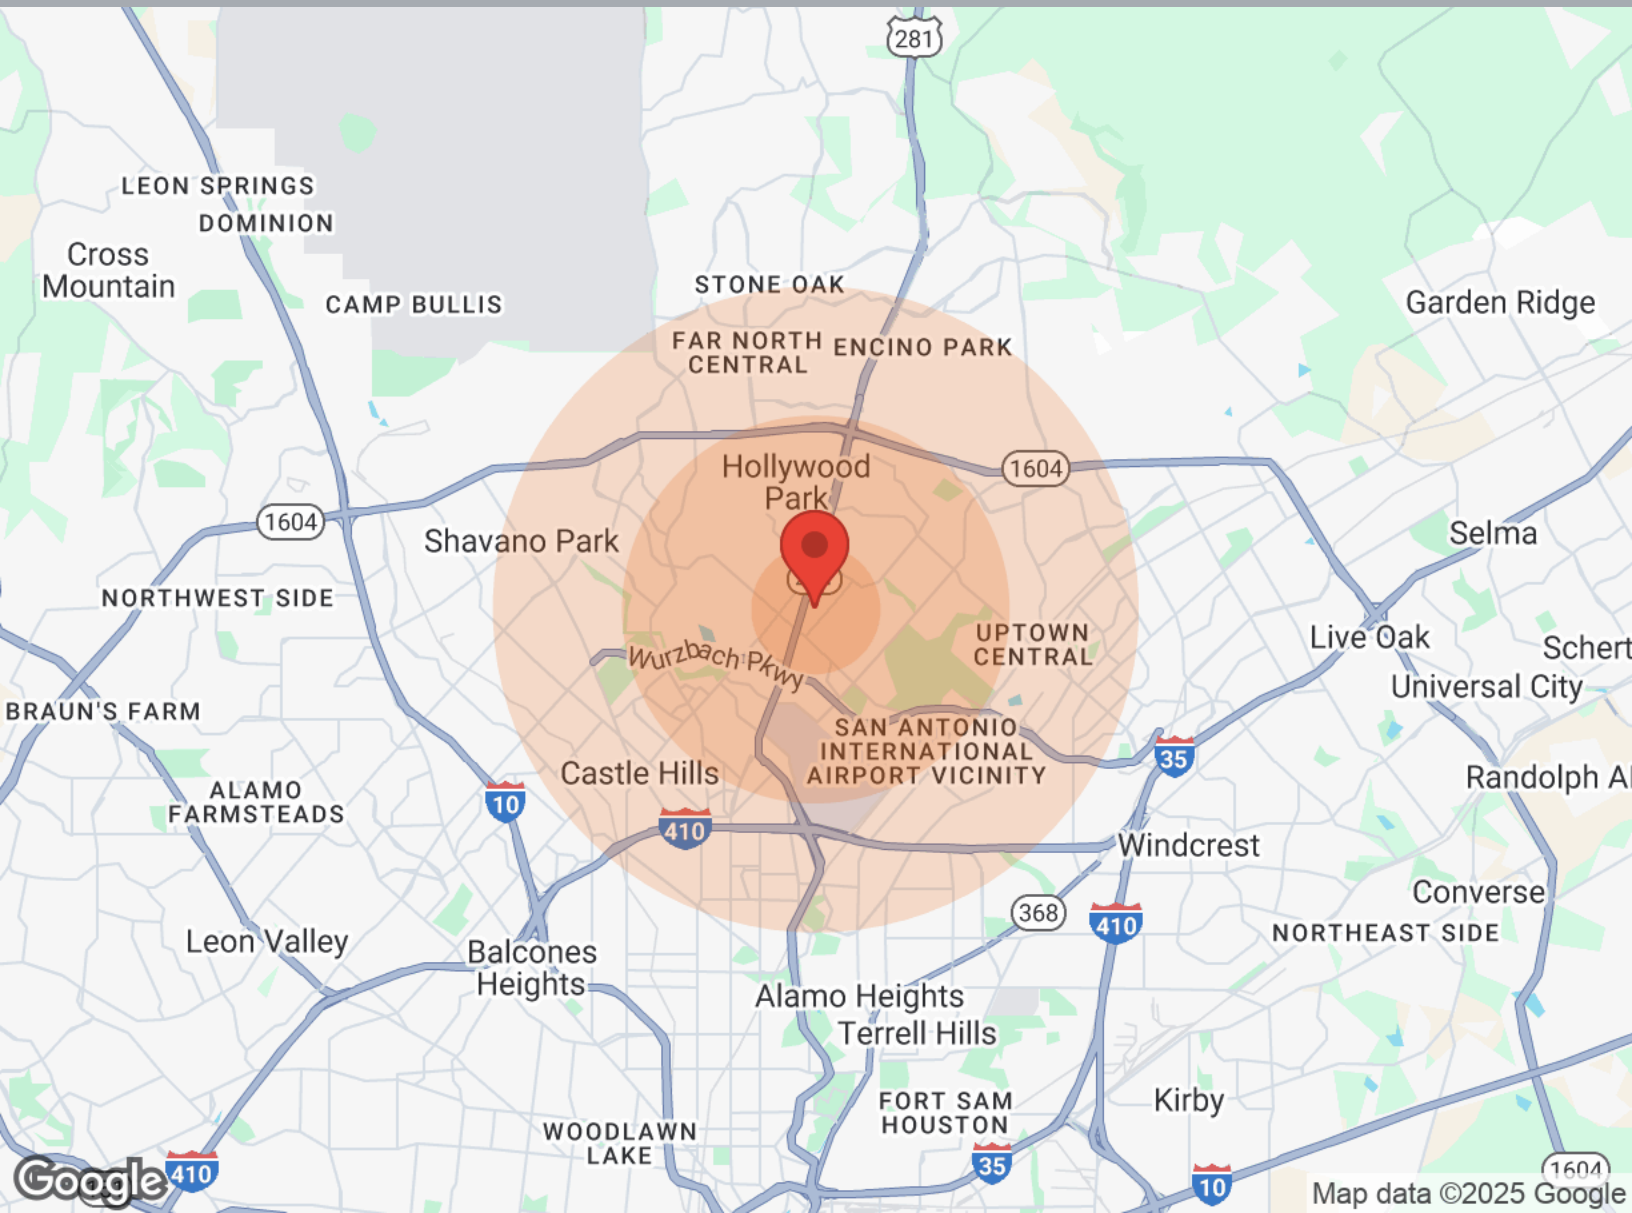 281
LEON SPRINGS
DOMINION
Cross
Mountain
CAMP BULLIS
STONE OAK
Garden Ridge
FAR NORTH
CENTRAL
ENCINO PARK
Hollywood
Park
1604
1604
Shavano Park
Selma
NORTHWEST SIDE
UPTOWN
CENTRAL
Live Oak
Schert
Wurzbach Pkwy
Universal City
BRAUN'S FARM
SAN ANTONIO
INTERNATIONAL
AIRPORT VICINITY
35
Castle Hills
Randolph A
ALAMO
FARMSTEADS
10
410
Windcrest
Converse
368
410
NORTHEAST SIDE
Leon Valley
Balcones
Heights
Alamo Heights
Terrell Hills
Kirby
FORT SAM
HOUSTON
WOODLAWN
LAKE
35
410
1604
10
Google
Map data ©2025 Google